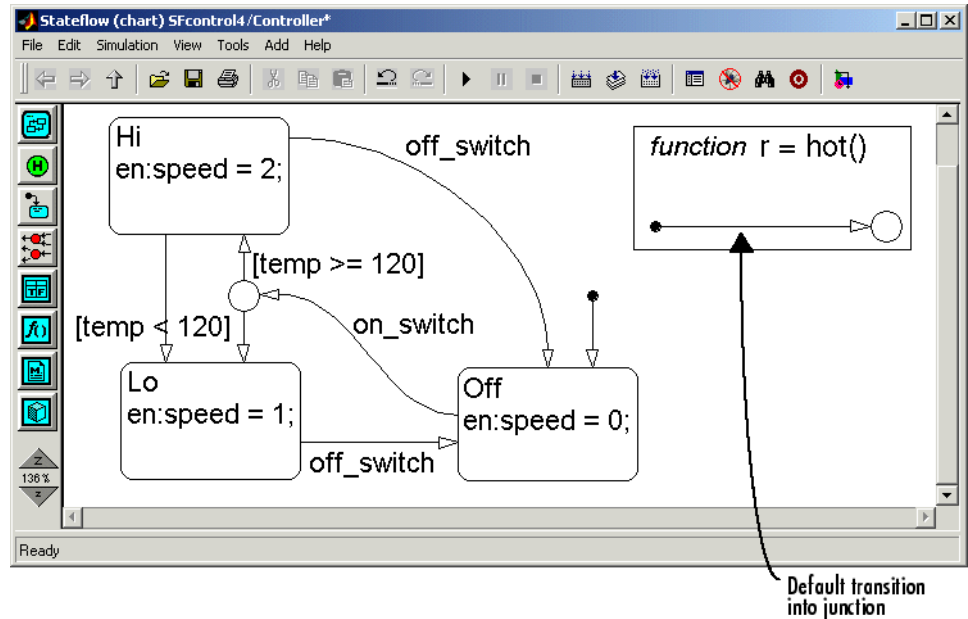 Stateflow (chart) SFcontrol4/Controller*
File Edit Simulation View Tools Add Help
Hi
en:speed = 2;
off_switch
function r = hot()
[temp >= 120]
[temp < 120]
on_switch
Lo
en:speed = 1;
Off
en:speed = 0;
off_switch
Z
136%
z
Ready
Default transition
into junction